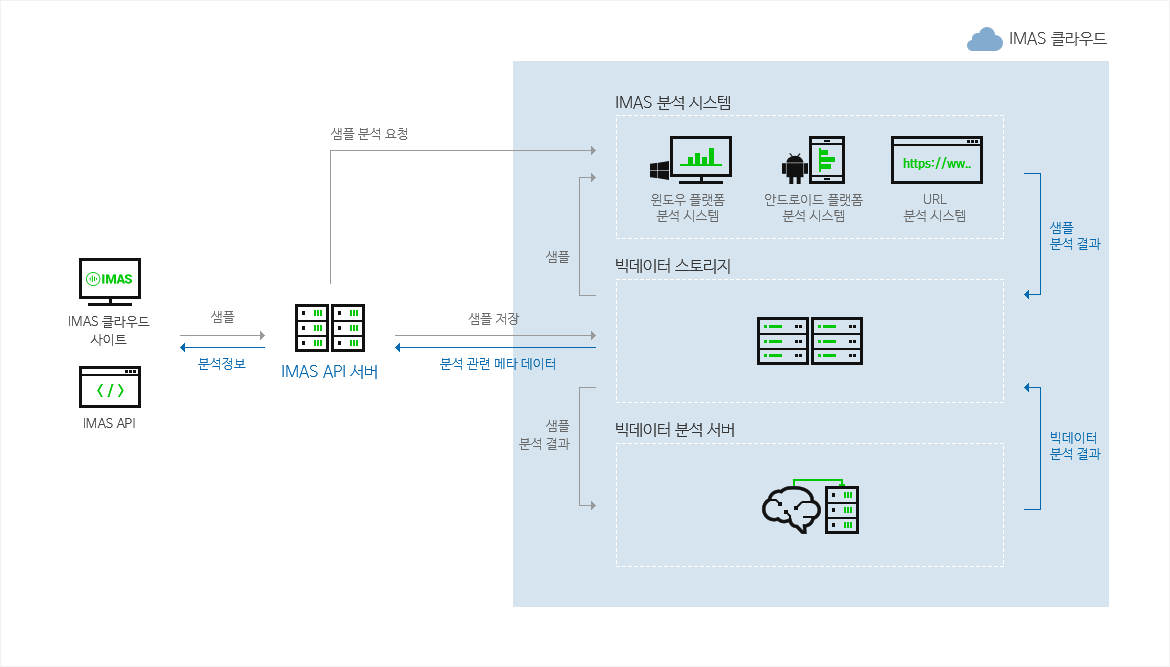 IMAS 클라우드
IMAS 분석 시스템
샘플 분석 요청
https://ww..
윈도우 플랫폼
분석 시스템
안드로이드 플랫폼
분석 시스템
URL
분석 시스템
샘플
분석 결과
샘플
빅데이터 스토리지
IMAS
IMAS 클라우드
사이트
샘플
분석정보
IMAS API 서버
샘플 저장
분석 관련 메타 데이터
</>
IMAS API
샘플
분석 결과
빅데이터 분석 서버
빅데이터
분석 결과